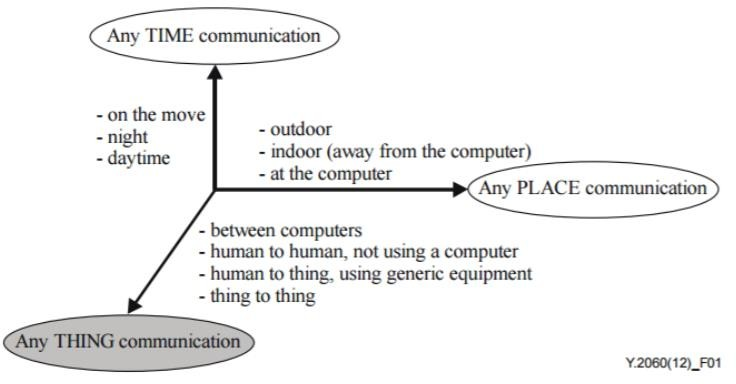 Any TIME communication
- on the move
- night
- daytime
- outdoor
- indoor (away from the computer)
- at the computer
Any PLACE communication
- between computers
- human to human, not using a computer
- human to thing, using generic equipment
- thing to thing
Any THING communication
Y.2060(12)_F01